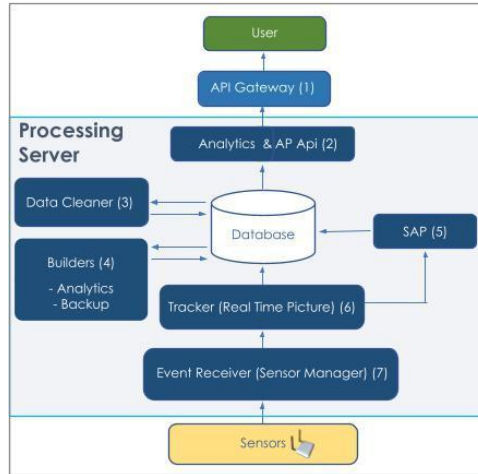 User
API Gateway (1)
Processing
Server
Analytics & AP Api (2)
Data Cleaner (3)
Database
SAP (5)
Builders (4)
- Analytics
- Backup
Tracker (Real Time Picture) (6)
Event Receiver (Sensor Manager) (7)
Sensors